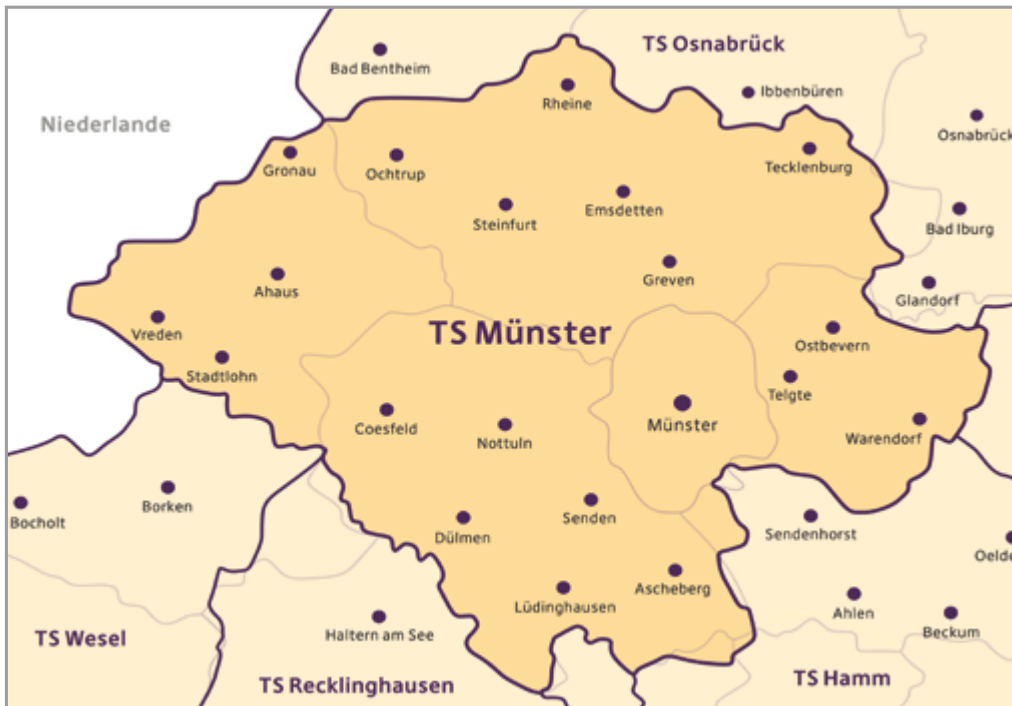 TS Osnabrück
Bad Bentheim
Ibbenbüren
Rheine
Niederlande
Osnabrück
Gronau
Ochtrup
Tecklenburg
Emsdetten
Steinfurt
Bad Iburg
Greven
Ahaus
Glandorf
Vreden
TS Münster
Ostbevern
Stadtlohn
Telgte
Coesfeld
Münster
Nottuln
Warendorf
Borken
Bocholt
Senden
Dülmen
Sendenhorst
Oelde
Ascheberg
Lüdinghausen
Ahlen
Haltern am See
Beckum
TS Wesel
TS Recklinghausen
TS Hamm